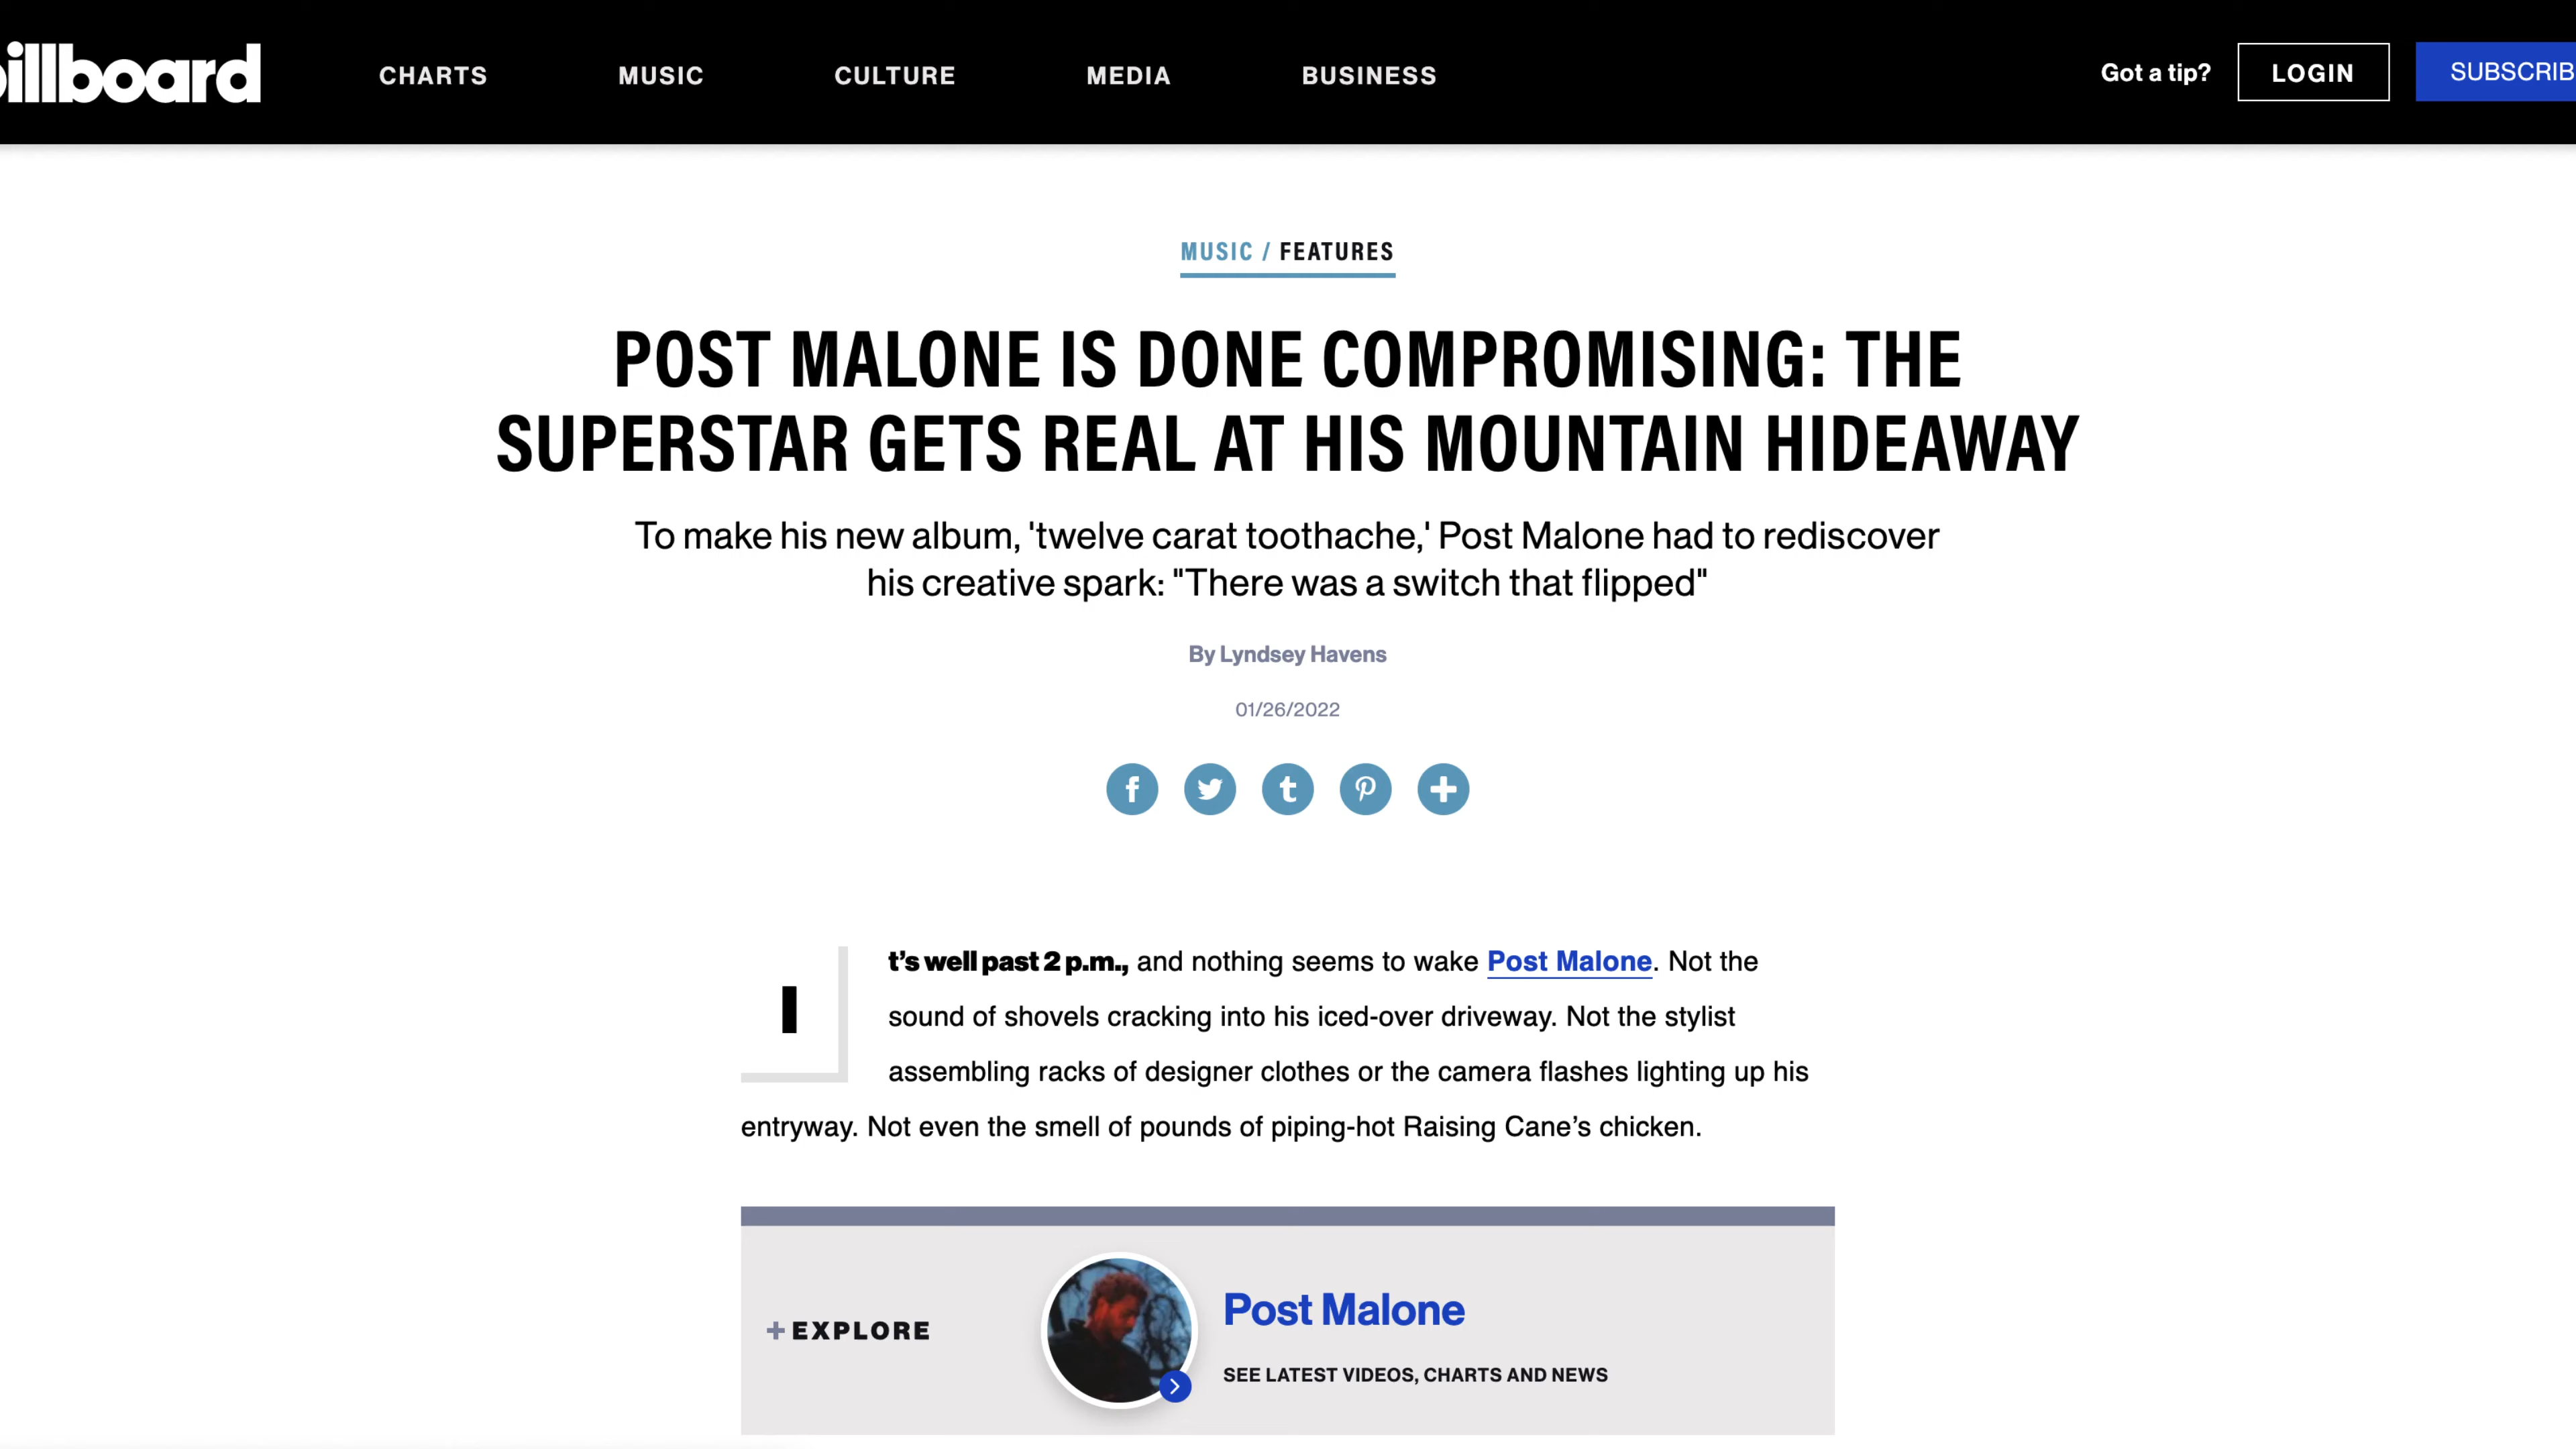 billboard
CHARTS
MUSIC
CULTURE
MEDIA
BUSINESS
Got a tip?
LOGIN
SUBSCRIB
MUSIC / FEATURES
POST MALONE IS DONE COMPROMISING: THE
SUPERSTAR GETS REAL AT HIS MOUNTAIN HIDEAWAY
To make his new album, 'twelve carat toothache,' Post Malone had to rediscover
his creative spark: "There was a switch that flipped"
By Lyndsey Havens
01/26/2022
It’s well past 2 p.m., and nothing seems to wake Post Malone. Not the
sound of shovels cracking into his iced-over driveway. Not the stylist
assembling racks of designer clothes or the camera flashes lighting up his
entryway. Not even the smell of pounds of piping-hot Raising Cane’s chicken.
+ EXPLORE
Post Malone
SEE LATEST VIDEOS, CHARTS AND NEWS